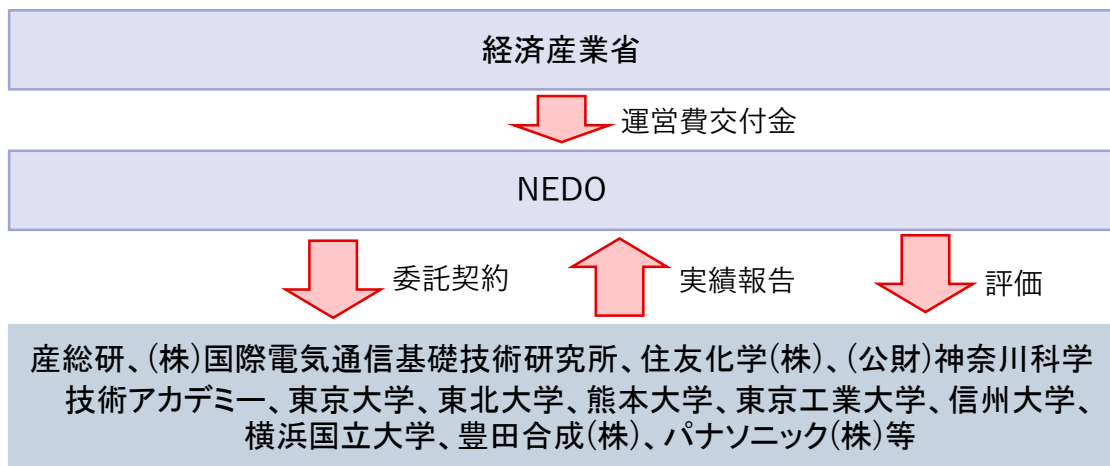 経済産業省
運営費交付金
NEDO
委託契約
実績報告
評価
産総研、(株)国際電気通信基礎技術研究所、住友化学(株)、(公財)神奈川科学
技術アカデミー、東京大学、東北大学、熊本大学、東京工業大学、信州大学、
横浜国立大学、豊田合成(株)、パナソニック(株)等